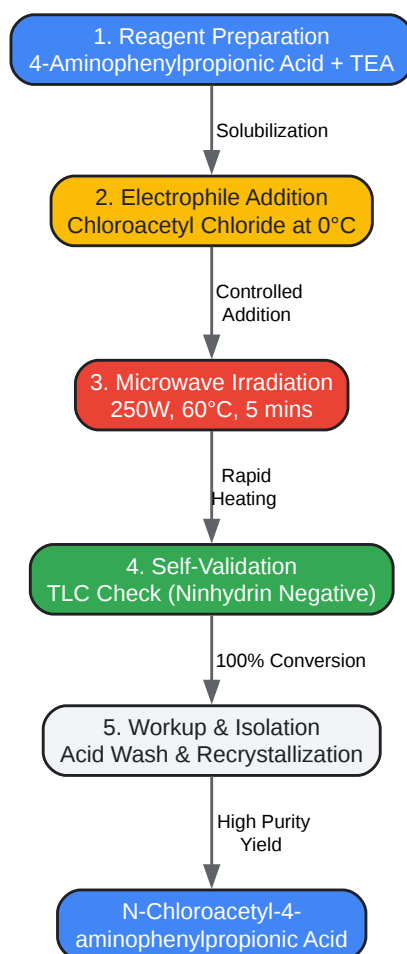 1. Reagent Preparation
4-Aminophenylpropionic Acid + TEA
Solubilization
2. Electrophile Addition
Chloroacetyl Chloride at 0°C
Controlled
Addition
3. Microwave Irradiation
250W, 60°C, 5 mins
Rapid
Heating
4. Self-Validation
TLC Check (Ninhydrin Negative)
100% Conversion
5. Workup & Isolation
Acid Wash & Recrystallization
High Purity
Yield
N-Chloroacetyl-4-
aminophenylpropionic Acid